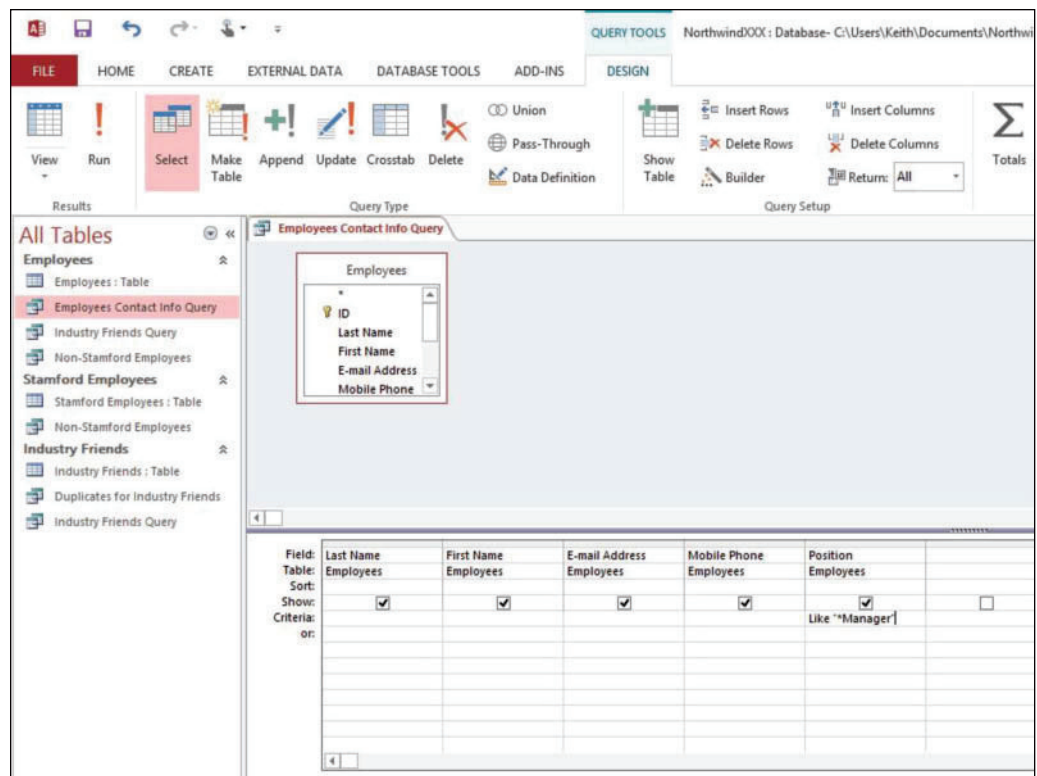 QUERY TOOLS NorthwindXXX : Database- C:\Users\Keith\Documents\Northwi
FILE HOME CREATE EXTERNAL DATA DATABASE TOOLS ADD-INS DESIGN
View Run Select Make Table Append Update Crosstab Delete
Union
Pass-Through
Data Definition
Show Table
Insert Rows
Delete Rows
Builder
Insert Columns
Delete Columns
Return: All
Totals
Results Query Type Query Setup
All Tables
Employees
Employees : Table
Employees Contact Info Query
Industry Friends Query
Non-Stamford Employees
Stamford Employees
Stamford Employees : Table
Non-Stamford Employees
Industry Friends
Industry Friends : Table
Duplicates for Industry Friends
Industry Friends Query
Employees Contact Info Query
Employees
*
ID
Last Name
First Name
E-mail Address
Mobile Phone
Field: Last Name First Name E-mail Address Mobile Phone Position
Table: Employees Employees Employees Employees Employees
Sort:
Show:
Criteria: Like "*Manager"
or: